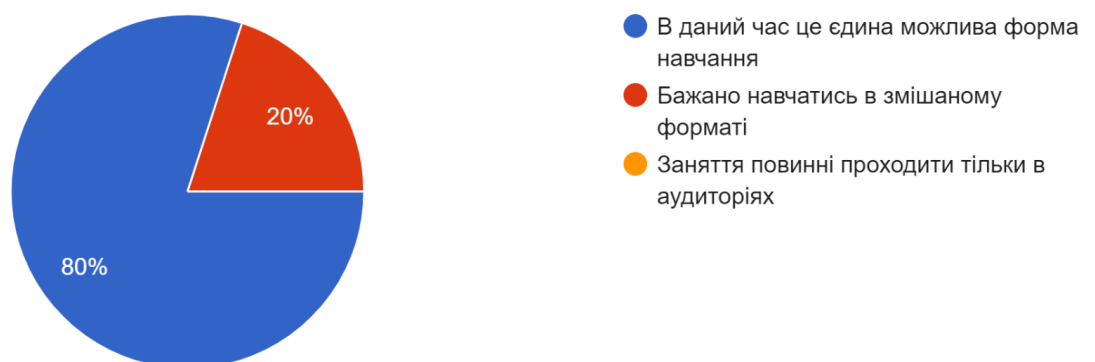 В даний час це єдина можлива форма
навчання
Бажано навчатись в змішаному
форматі
Заняття повинні проходити тільки в
аудиторіях
20%
80%